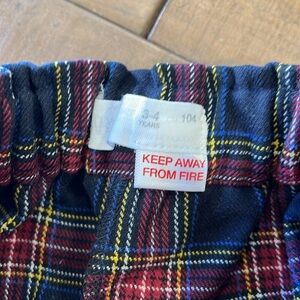 3-4 104
YEARS
KEEP AWAY
FROM FIRE